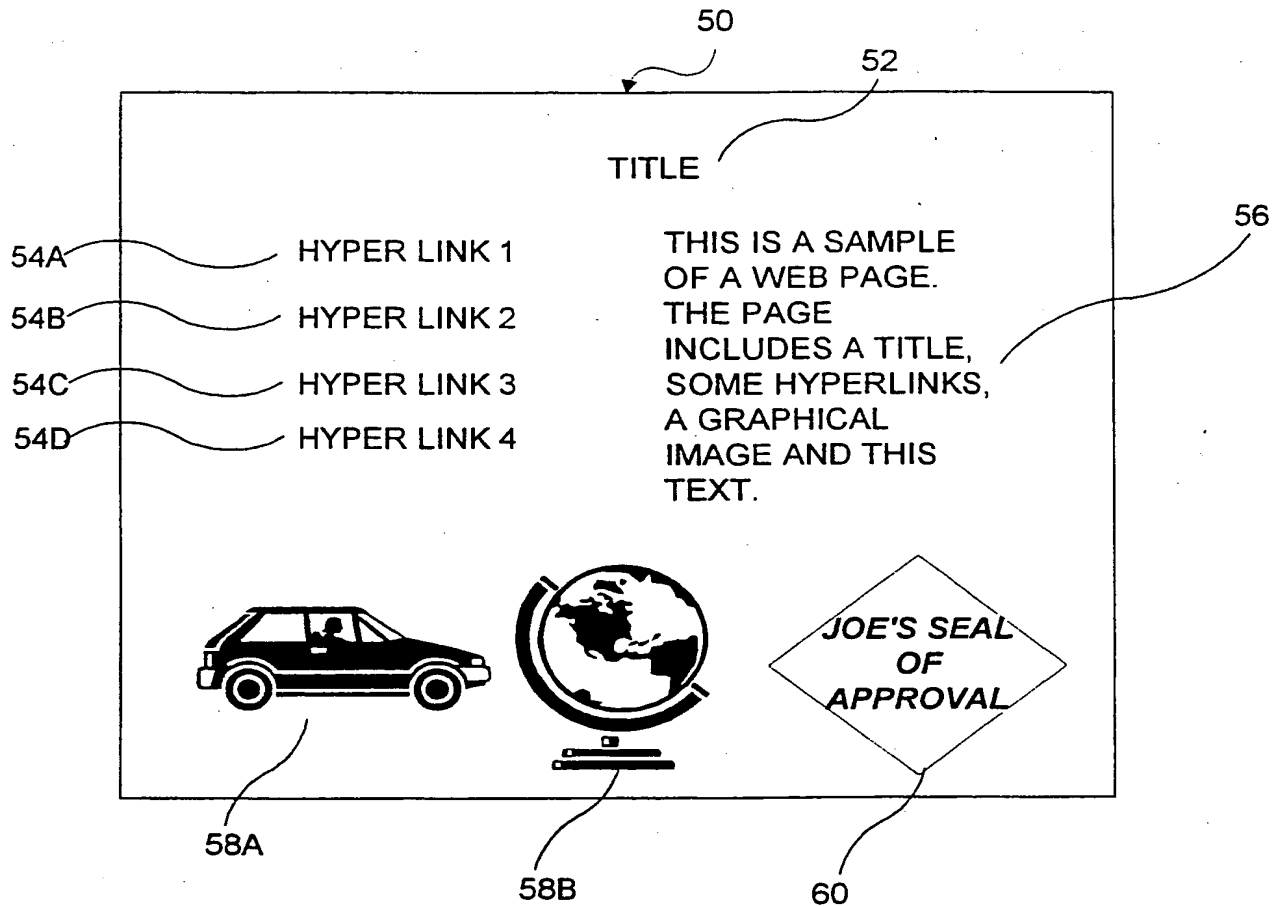 50
52
TITLE
56
54A
HYPER LINK 1
54B
HYPER LINK 2
54C
HYPER LINK 3
54D
HYPER LINK 4
THIS IS A SAMPLE
OF A WEB PAGE.
THE PAGE
INCLUDES A TITLE,
SOME HYPERLINKS,
A GRAPHICAL
IMAGE AND THIS
TEXT.
JOE'S SEAL
OF
APPROVAL
58A
58B
60